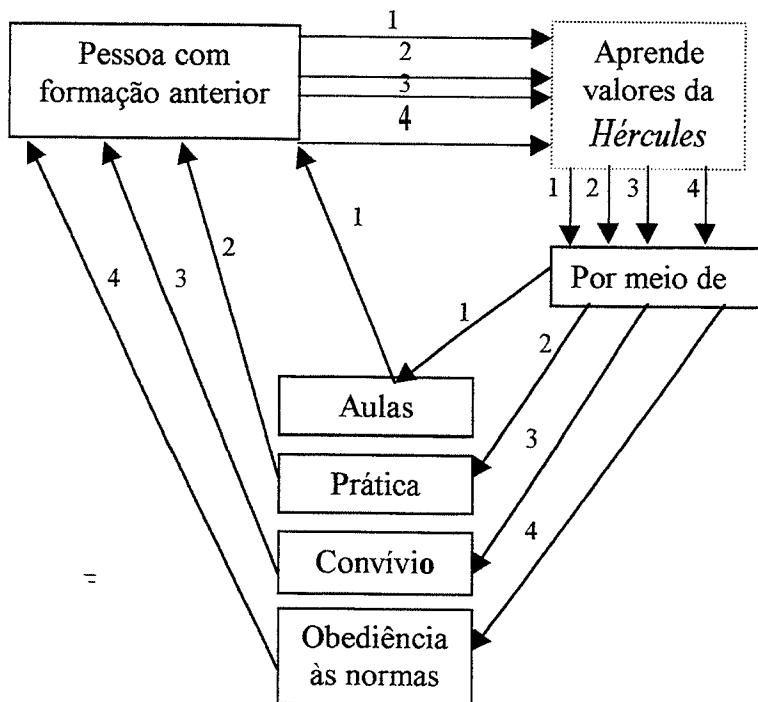 1
Pessoa com
formação anterior
2
3
4
Aprende
valores da
Hércules
1 2 3 4
Por meio de
1
2
3
4
1
2
3
4
Aulas
Prática
Convívio
Obediência
às normas